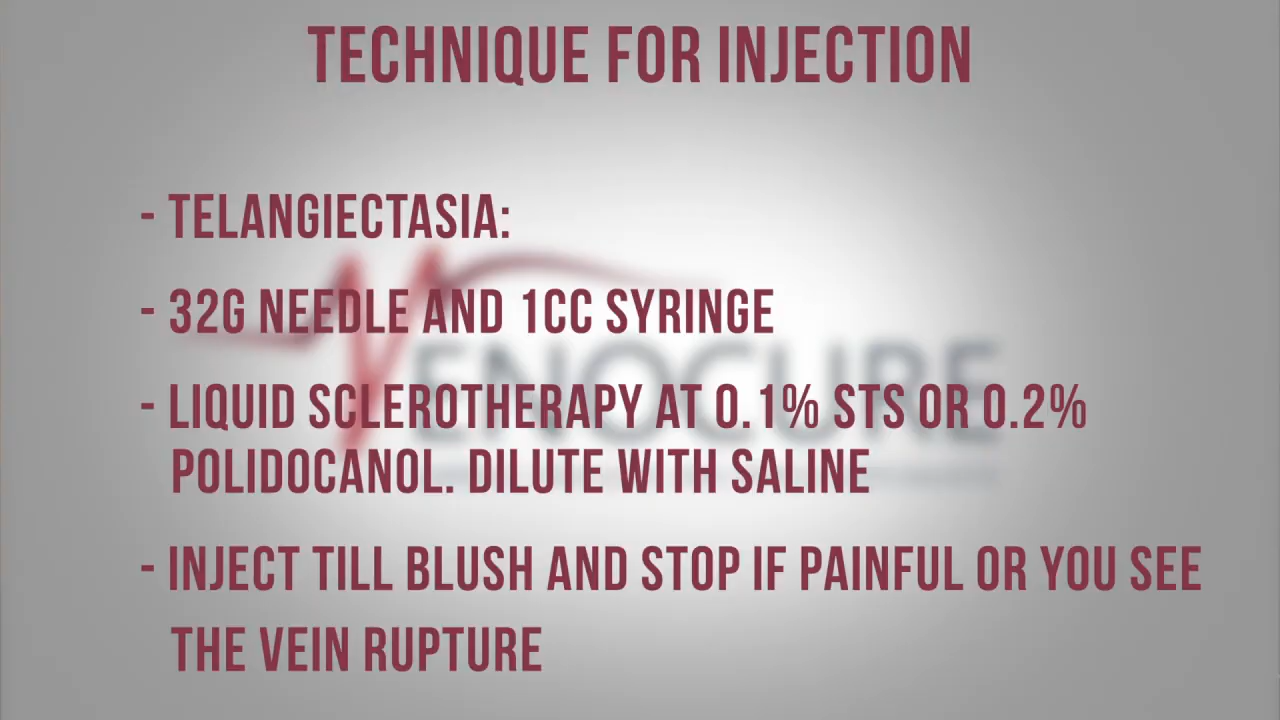 TECHNIQUE FOR INJECTION
- TELANGIECTASIA:
- 32G NEEDLE AND 1CC SYRINGE
- LIQUID SCLEROTHERAPY AT 0.1% STS OR 0.2%
POLIDOCANOL. DILUTE WITH SALINE
- INJECT TILL BLUSH AND STOP IF PAINFUL OR YOU SEE
THE VEIN RUPTURE
VENOCURE